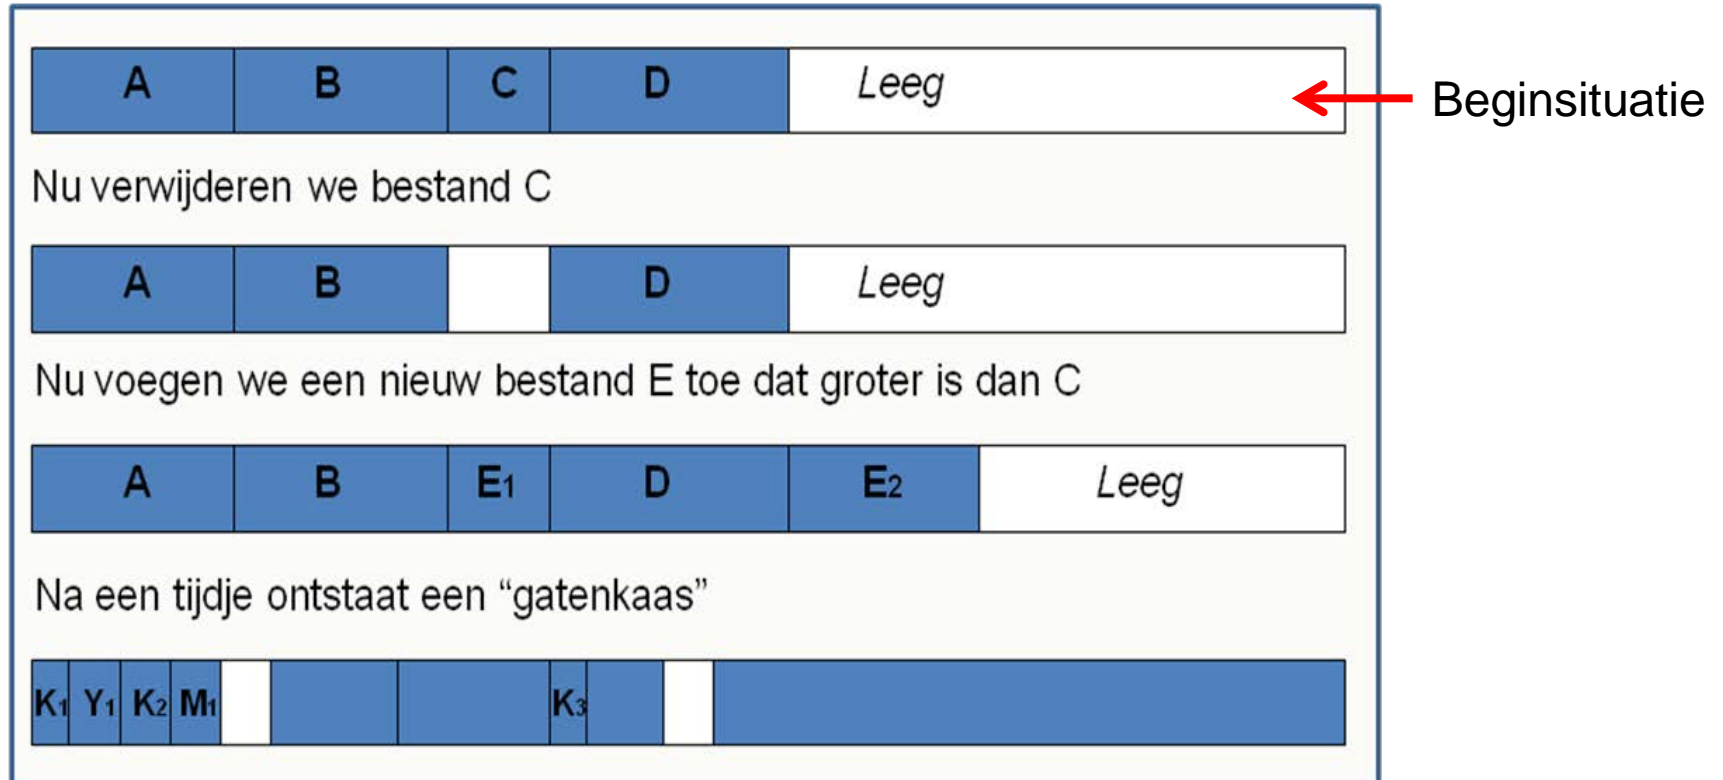 A B C D Leeg Beginsituatie
Nu verwijderen we bestand C
A B D Leeg
Nu voegen we een nieuw bestand E toe dat groter is dan C
A B E1 D E2 Leeg
Na een tijdje ontstaat een “gatenkaas”
K1 Y1 K2 M1 K3